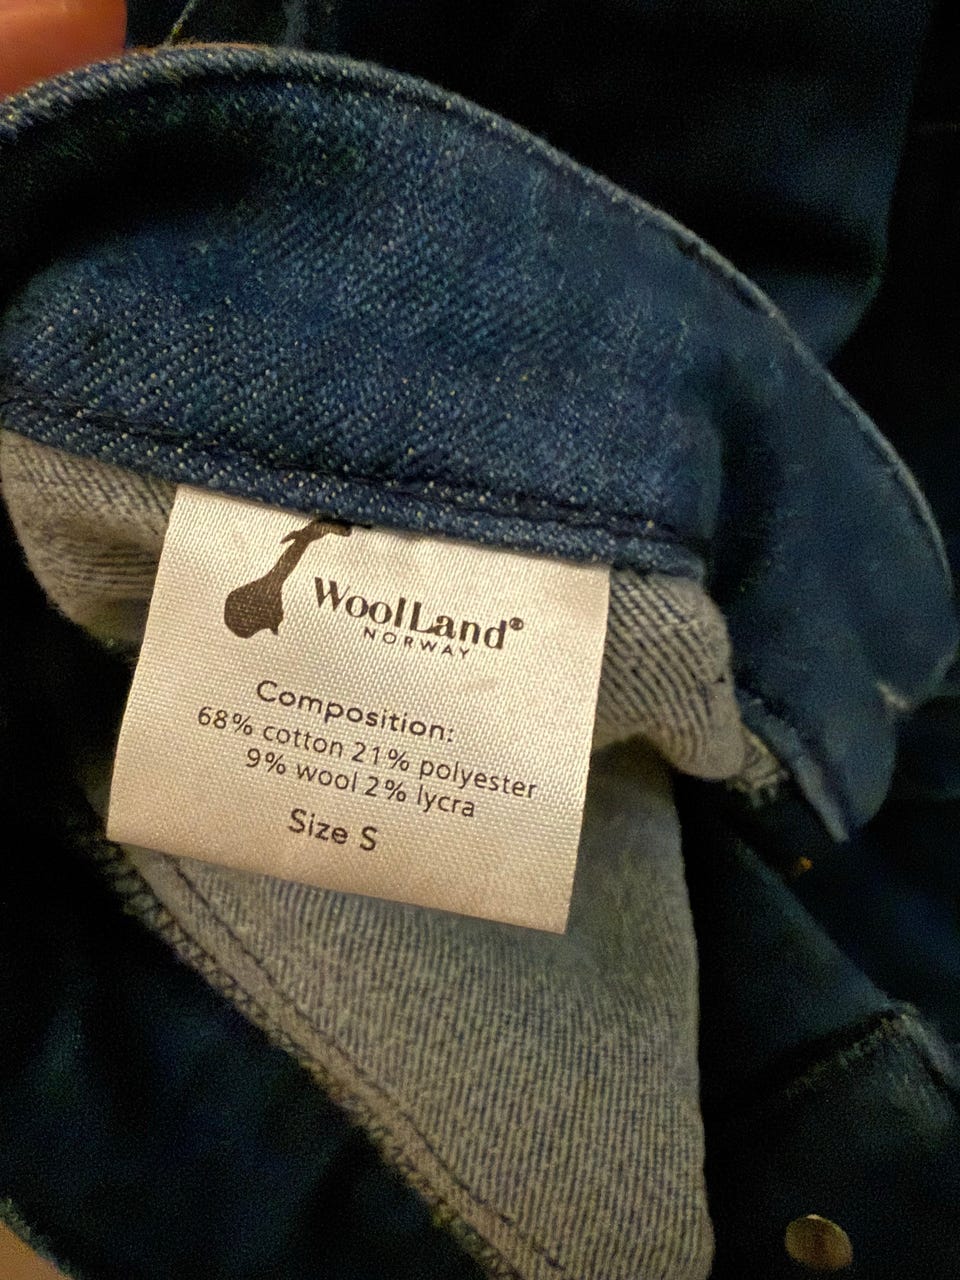 WoolLand®
NORWAY
Composition:
68% cotton 21% polyester
9% wool 2% lycra
Size S